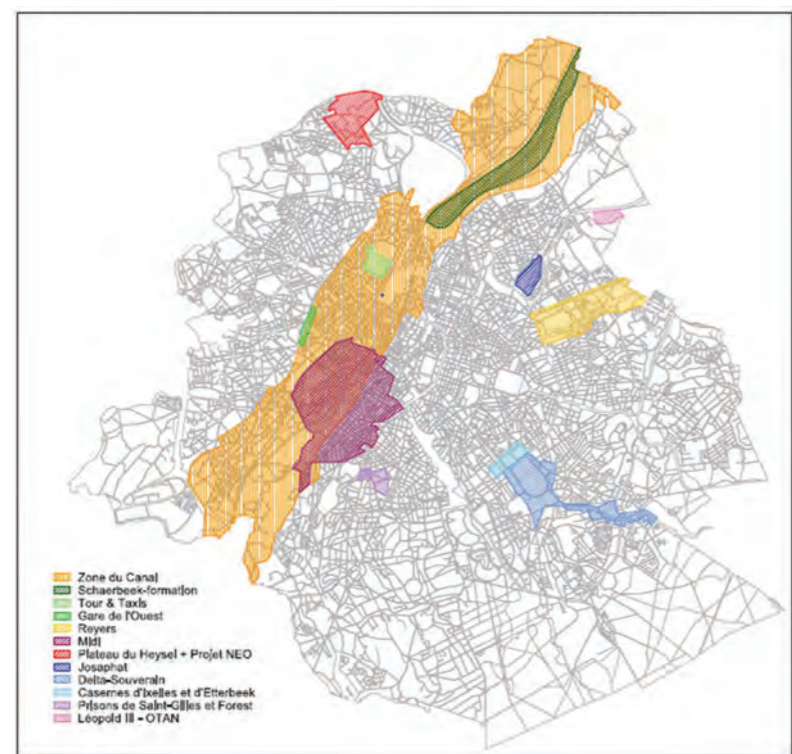 Zone du Canal
Schaerbeek-formation
Tour & Taxis
Gare de l'Ouest
Reyers
Midi
Plateau du Heysel + Projet NEO
Josaphat
Delta-Souverain
Casernes d'Ixelles et d'Etterbeek
Prisons de Saint-Gilles et Forest
Léopold III - OTAN